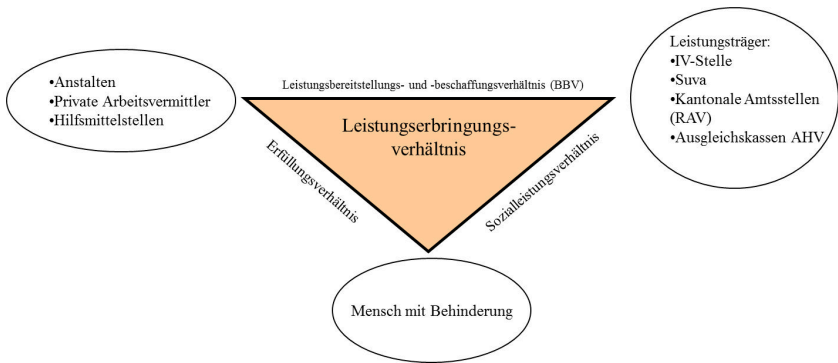 •Anstalten
•Private Arbeitsvermittler
•Hilfsmittelstellen
Leistungsbereitstellungs- und -beschaffungsverhältnis (BBV)
Leistungsträger:
•IV-Stelle
•Suva
•Kantonale Amtsstellen
(RAV)
•Ausgleichskassen AHV
Leistungserbringungs-
verhältnis
Erfüllungsverhältnis
Sozialleistungsverhältnis
Mensch mit Behinderung